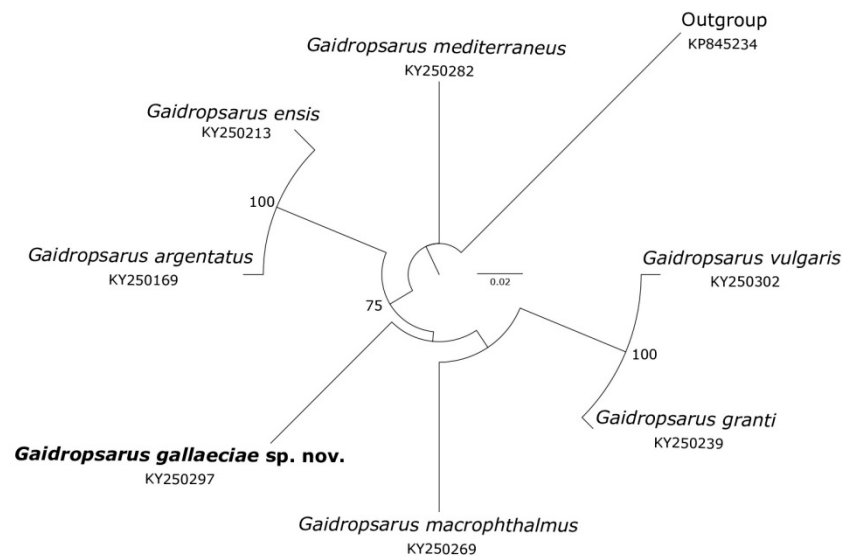 Outgroup
KP845234
Gaidropsarus mediterraneus
KY250282
Gaidropsarus ensis
KY250213
100
Gaidropsarus argentatus
KY250169
Gaidropsarus vulgaris
KY250302
0.02
75
100
Gaidropsarus granti
KY250239
Gaidropsarus gallaeciae sp. nov.
KY250297
Gaidropsarus macrophthalmus
KY250269